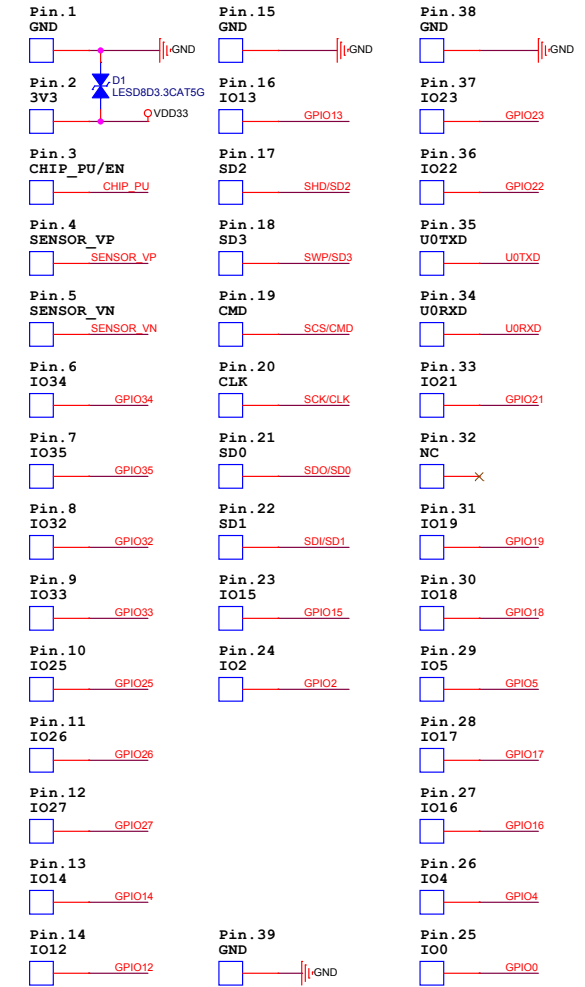 Pin.1
GND
GND
D1
LESD8D3.3CAT5G
Pin.2
3V3
VDD33
Pin.3
CHIP_PU/EN
CHIP_PU
Pin.4
SENSOR_VP
SENSOR_VP
Pin.5
SENSOR_VN
SENSOR_VN
Pin.6
IO34
GPIO34
Pin.7
IO35
GPIO35
Pin.8
IO32
GPIO32
Pin.9
IO33
GPIO33
Pin.10
IO25
GPIO25
Pin.11
IO26
GPIO26
Pin.12
IO27
GPIO27
Pin.13
IO14
GPIO14
Pin.14
IO12
GPIO12
Pin.15
GND
GND
Pin.16
IO13
GPIO13
Pin.17
SD2
SHD/SD2
Pin.18
SD3
SWP/SD3
Pin.19
CMD
SCS/CMD
Pin.20
CLK
SCK/CLK
Pin.21
SD0
SDO/SD0
Pin.22
SD1
SDI/SD1
Pin.23
IO15
GPIO15
Pin.24
IO2
GPIO2
Pin.39
GND
GND
Pin.38
GND
GND
Pin.37
IO23
GPIO23
Pin.36
IO22
GPIO22
Pin.35
U0TXD
U0TXD
Pin.34
U0RXD
U0RXD
Pin.33
IO21
GPIO21
Pin.32
NC
Pin.31
IO19
GPIO19
Pin.30
IO18
GPIO18
Pin.29
IO5
GPIO5
Pin.28
IO17
GPIO17
Pin.27
IO16
GPIO16
Pin.26
IO4
GPIO4
Pin.25
IO0
GPIO0